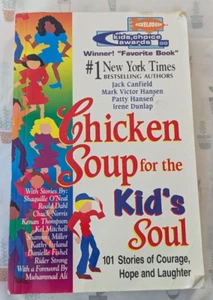 NICKELODEON
kids' choice
awards
Winner! "Favorite Book"
#1 New York Times
BESTSELLING AUTHORS
Jack Canfield
Mark Victor Hansen
Patty Hansen
Irene Dunlap
Chicken
Soup for the
Kid's
Soul
With Stories By:
Shaquille O'Neal
Roald Dahl
Chuck Norris
Kenan Thompson
Kel Mitchell
Shannon Miller
Kathy Ireland
Danielle Fishel
Rider Strong
With a Foreword By
Muhammad Ali
101 Stories of Courage,
Hope and Laughter